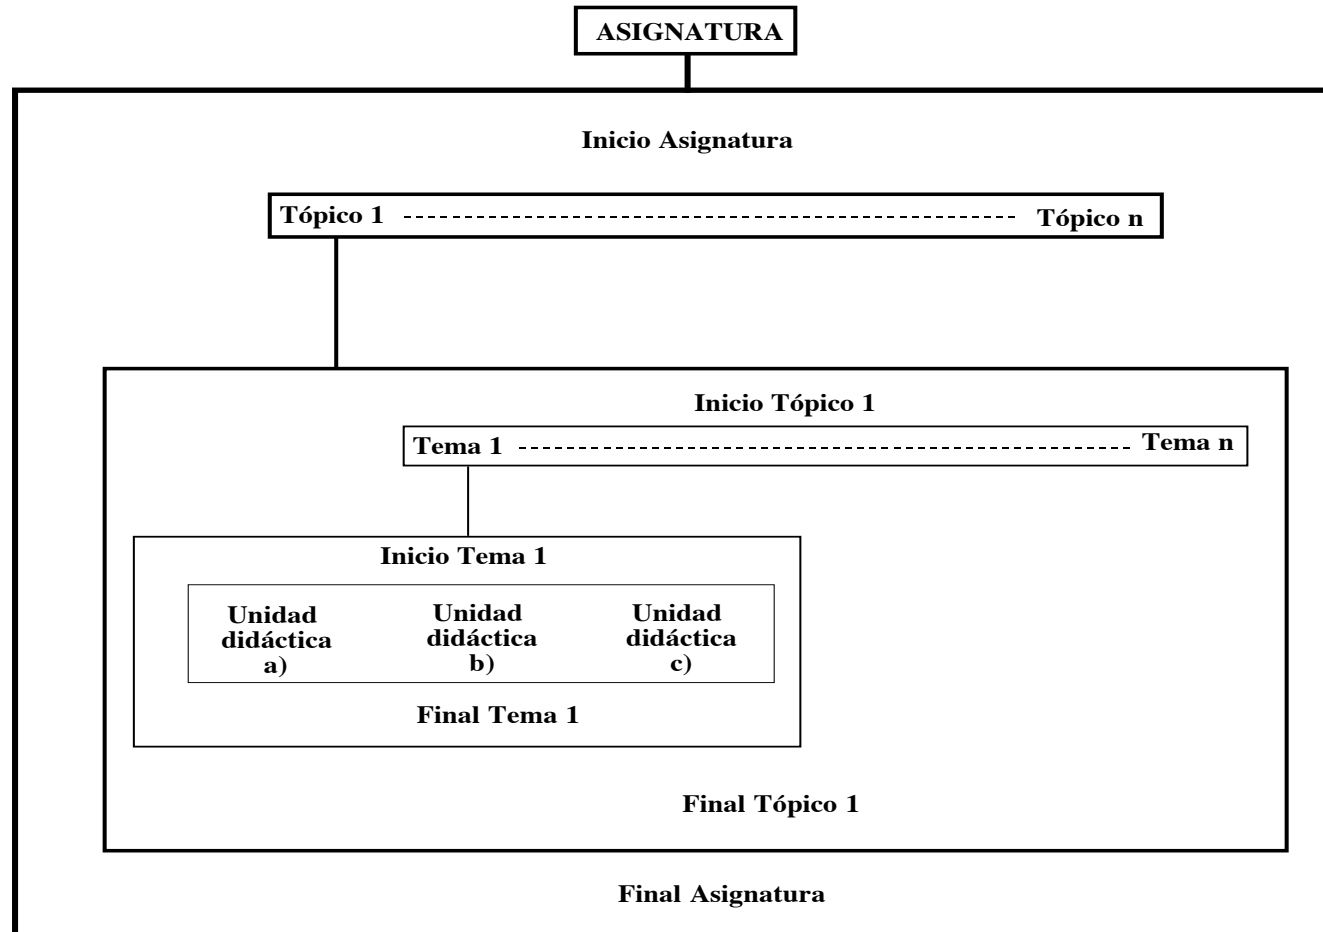 ASIGNATURA
Inicio Asignatura
Tópico 1 Tópico n
Inicio Tópico 1
Tema 1 Tema n
Inicio Tema 1
Unidad
didáctica
a)
Unidad
didáctica
b)
Unidad
didáctica
c)
Final Tema 1
Final Tópico 1
Final Asignatura